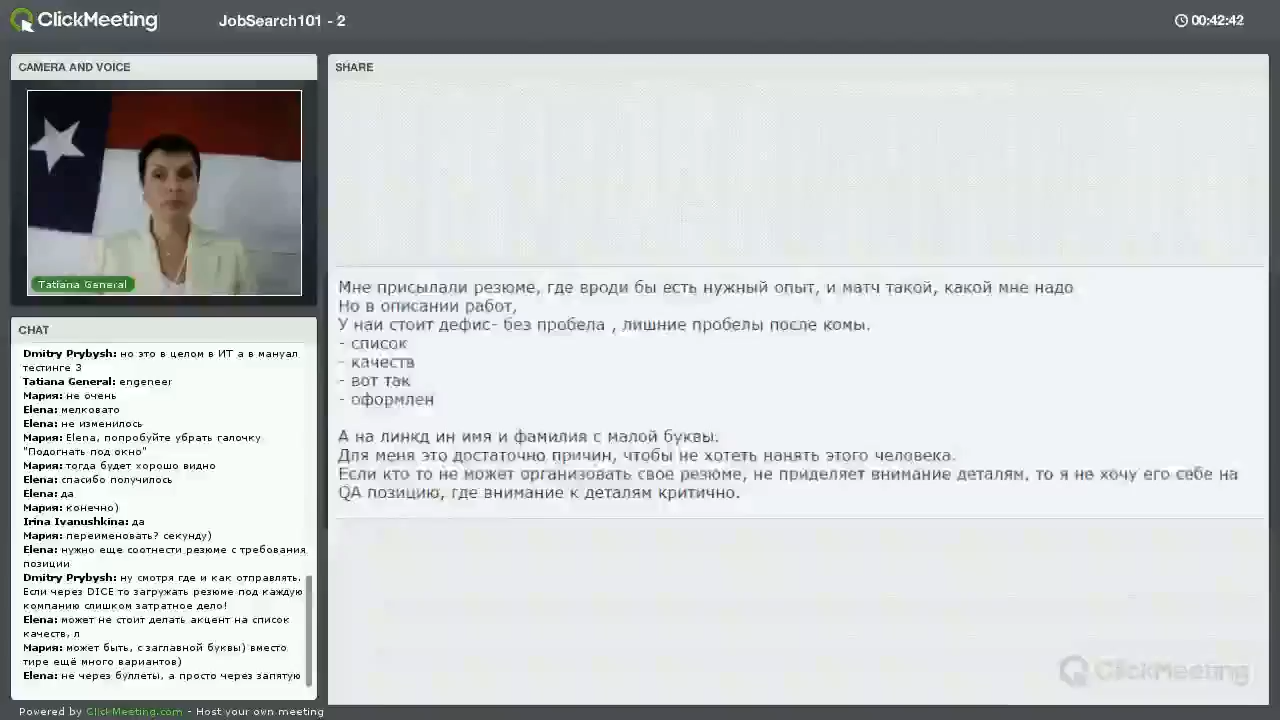 ClickMeeting
JobSearch101 - 2
00:42:42
CAMERA AND VOICE
Tatiana General
CHAT
Dmitry Prybysh: но это в целом в ИТ а в мануал
тестинге 3
Tatiana General: engeneer
Мария: не очень
Elena: мелковато
Elena: не изменилось
Мария: Elena, попробуйте убрать галочку
"Подогнать под окно"
Мария: тогда будет хорошо видно
Elena: спасибо получилось
Elena: да
Мария: конечно)
Irina Ivanushkina: да
Мария: переименовать? секунду)
Elena: нужно еще соотнести резюме с требования
позиции
Dmitry Prybysh: ну смотря где и как отправлять.
Если через DICE то загружать резюме под каждую
компанию слишком затратное дело!
Elena: может не стоит делать акцент на список
качеств, л
Мария: может быть, с заглавной буквы) вместо
тире ещё много вариантов)
Elena: не через буллеты, а просто через запятую
SHARE
Мне присылали резюме, где вроди бы есть нужный опыт, и матч такой, какой мне надо
Но в описании работ,
У наи стоит дефис- без пробела , лишние пробелы после комы.
- список
- качеств
- вот так
- оформлен
А на линкд ин имя и фамилия с малой буквы.
Для меня это достаточно причин, чтобы не хотеть нанять этого человека.
Если кто то не может организовать свое резюме, не приделяет внимание деталям, то я не хочу его себе на
QA позицию, где внимание к деталям критично.
ClickMeeting
Powered by ClickMeeting.com - Host your own meeting